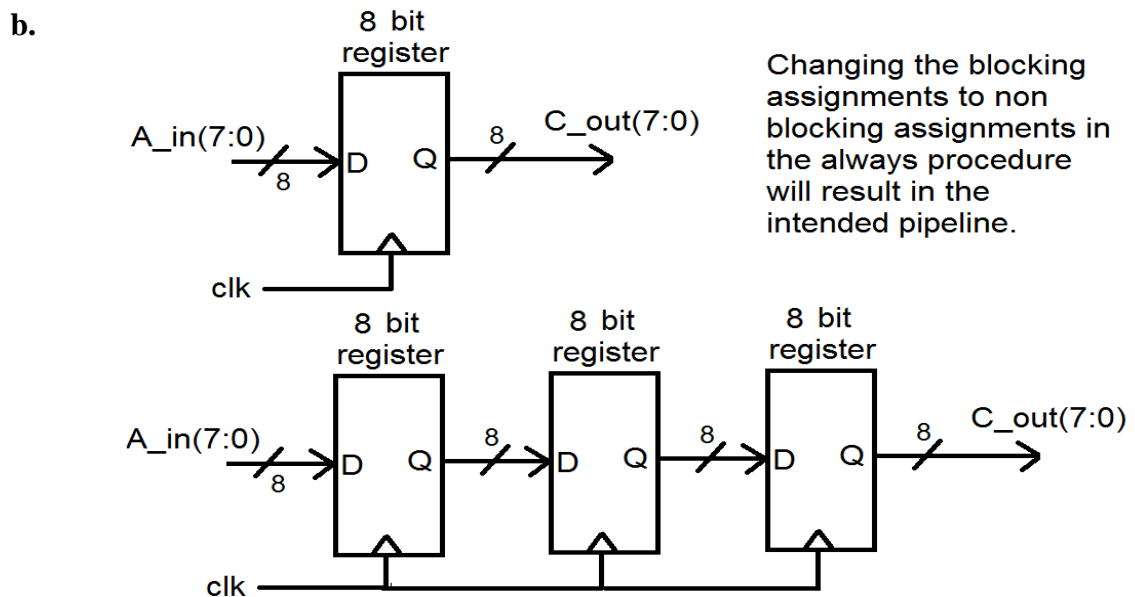 b.
8 bit
register
A_in(7:0)
8
D
Q
8
C_out(7:0)
clk
Changing the blocking
assignments to non
blocking assignments in
the always procedure
will result in the
intended pipeline.
8 bit
register
8 bit
register
8 bit
register
A_in(7:0)
8
D
Q
8
D
Q
8
D
Q
8
C_out(7:0)
clk